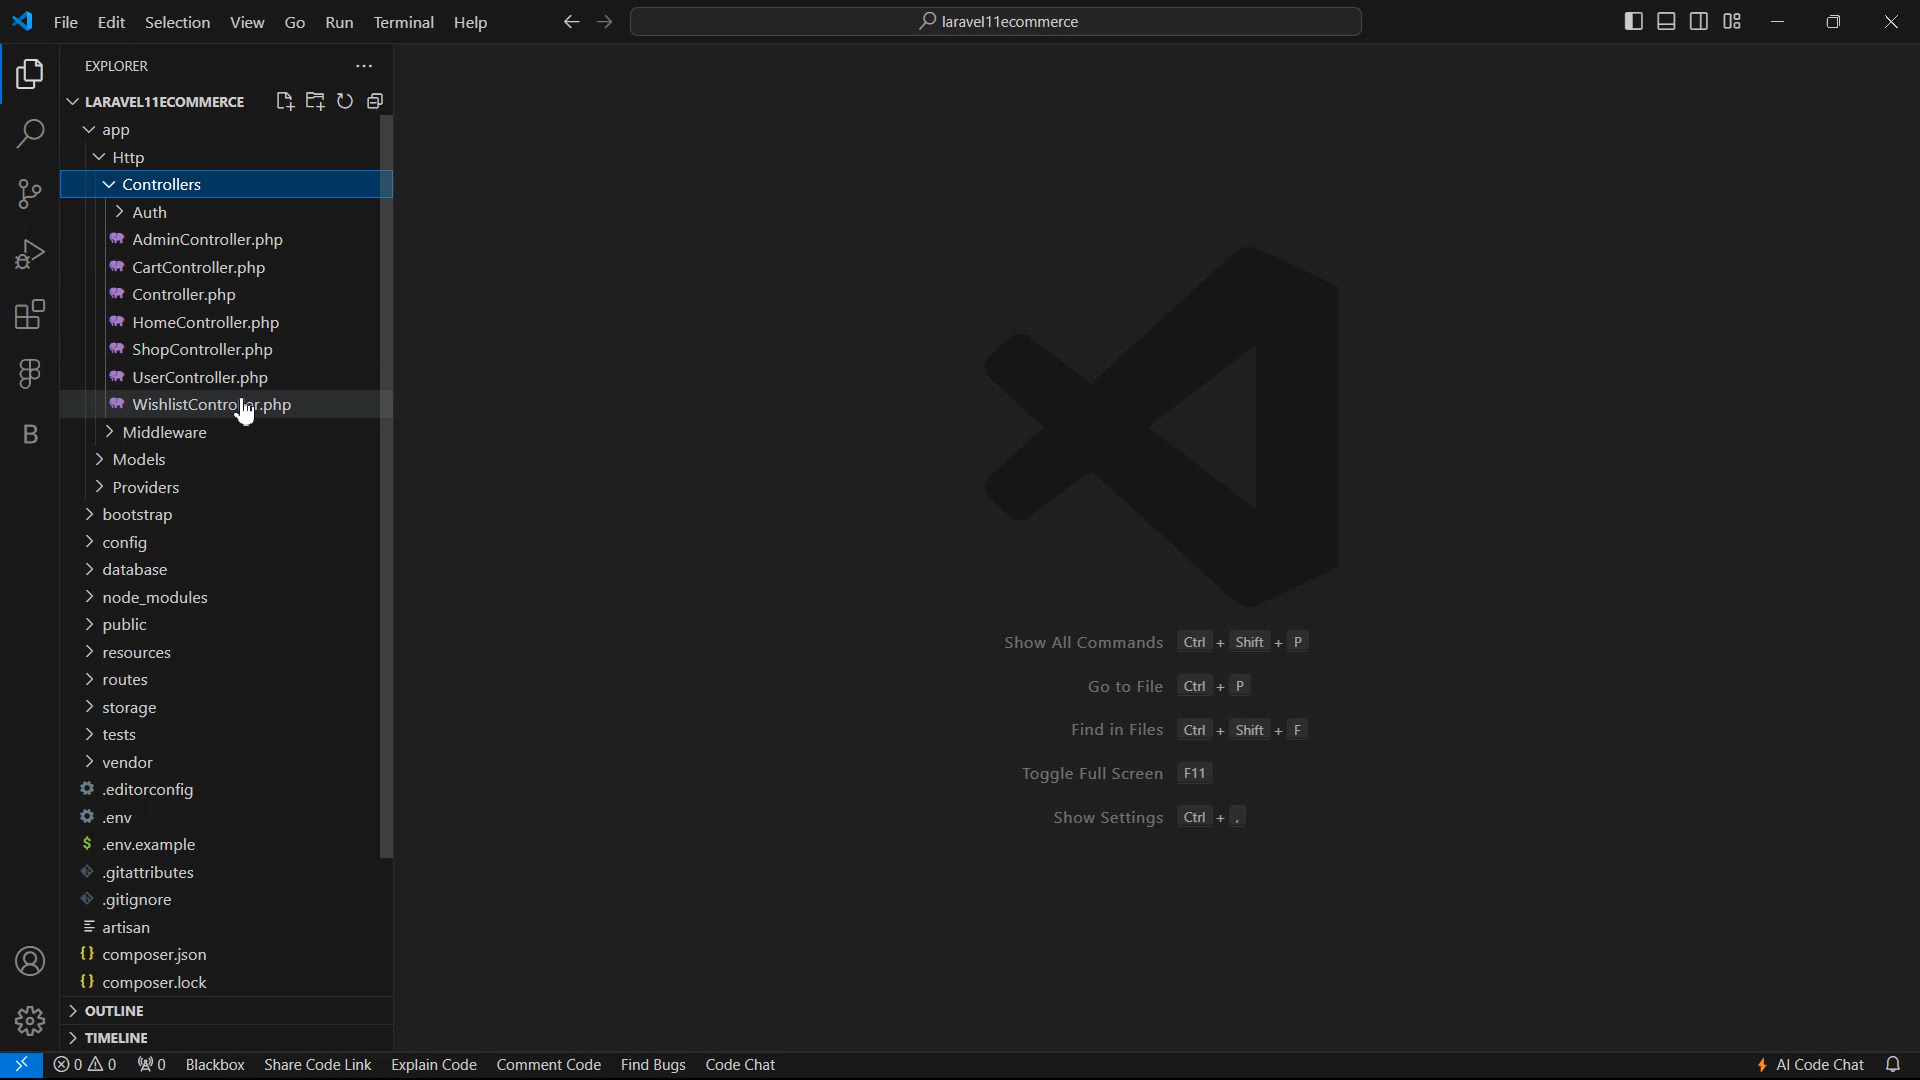 File Edit Selection View Go Run Terminal Help
laravel11ecommerce
EXPLORER
LARAVEL11ECOMMERCE
app
Http
Controllers
Auth
AdminController.php
CartController.php
Controller.php
HomeController.php
ShopController.php
UserController.php
WishlistController.php
Middleware
Models
Providers
bootstrap
config
database
node_modules
public
resources
routes
storage
tests
vendor
.editorconfig
.env
$ .env.example
.gitattributes
.gitignore
artisan
{} composer.json
{} composer.lock
OUTLINE
TIMELINE
B
Show All Commands Ctrl + Shift + P
Go to File Ctrl + P
Find in Files Ctrl + Shift + F
Toggle Full Screen F11
Show Settings Ctrl + ,
0 0 0 Blackbox Share Code Link Explain Code Comment Code Find Bugs Code Chat AI Code Chat